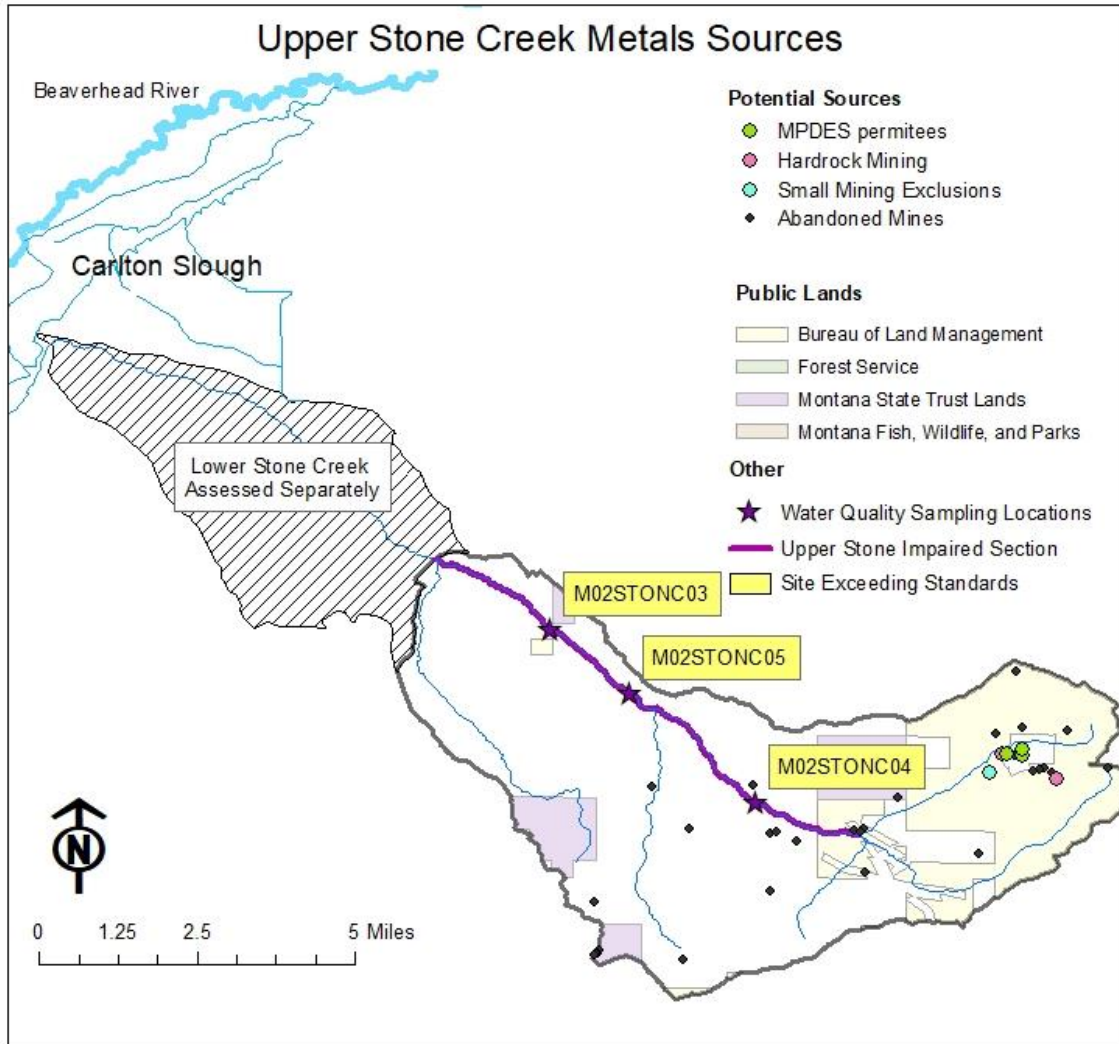 Upper Stone Creek Metals Sources
Beaverhead River
Potential Sources
MPDES permitees
Hardrock Mining
Small Mining Exclusions
Abandoned Mines
Carlton Slough
Public Lands
Bureau of Land Management
Forest Service
Montana State Trust Lands
Montana Fish, Wildlife, and Parks
Other
Water Quality Sampling Locations
Upper Stone Impaired Section
Site Exceeding Standards
Lower Stone Creek
Assessed Separately
M02STONC03
M02STONC05
M02STONC04
N
0 1.25 2.5 5 Miles